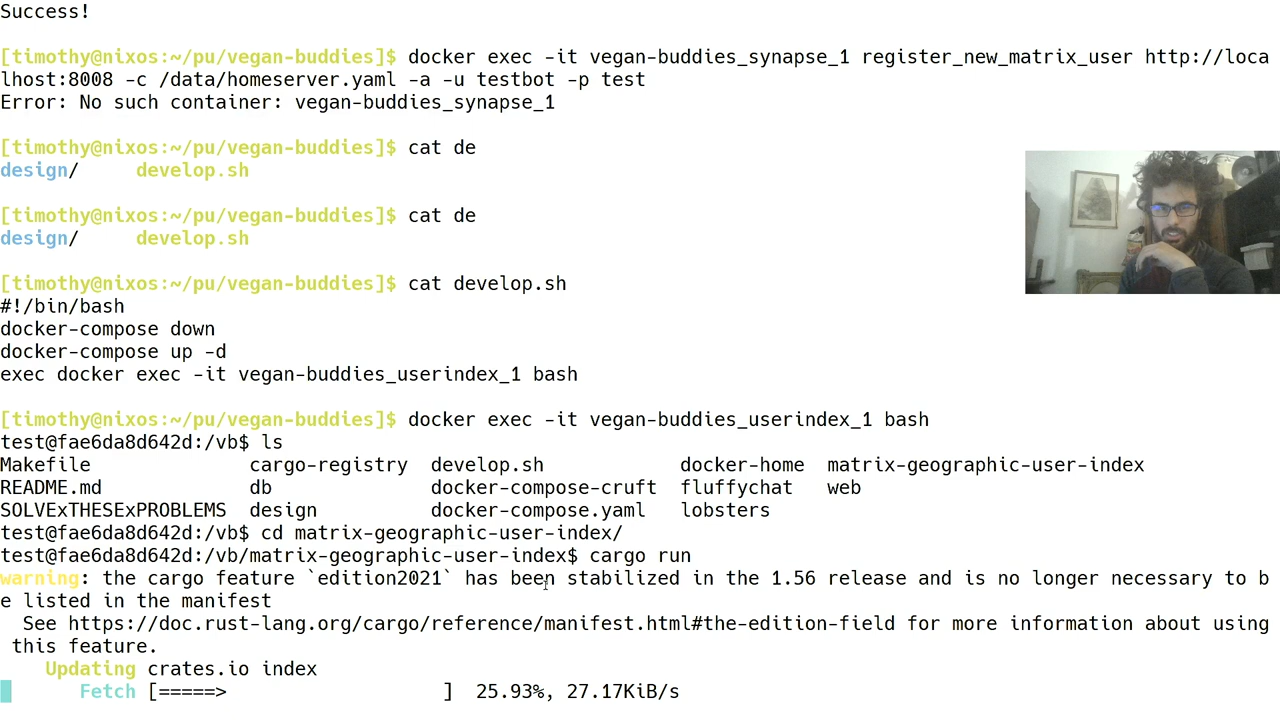 Success!
[timothy@nixos:~/pu/vegan-buddies]$ docker exec -it vegan-buddies_synapse_1 register_new_matrix_user http://loca
lhost:8008 -c /data/homeserver.yaml -a -u testbot -p test
Error: No such container: vegan-buddies_synapse_1
[timothy@nixos:~/pu/vegan-buddies]$ cat de
design/     develop.sh
[timothy@nixos:~/pu/vegan-buddies]$ cat de
design/     develop.sh
[timothy@nixos:~/pu/vegan-buddies]$ cat develop.sh
#!/bin/bash
docker-compose down
docker-compose up -d
exec docker exec -it vegan-buddies_userindex_1 bash
[timothy@nixos:~/pu/vegan-buddies]$ docker exec -it vegan-buddies_userindex_1 bash
test@fae6da8d642d:/vb$ ls
Makefile              cargo-registry  develop.sh            docker-home  matrix-geographic-user-index
README.md             db              docker-compose-cruft  fluffychat   web
SOLVExTHESExPROBLEMS  design          docker-compose.yaml   lobsters
test@fae6da8d642d:/vb$ cd matrix-geographic-user-index/
test@fae6da8d642d:/vb/matrix-geographic-user-index$ cargo run
warning: the cargo feature `edition2021` has been stabilized in the 1.56 release and is no longer necessary to b
e listed in the manifest
  See https://doc.rust-lang.org/cargo/reference/manifest.html#the-edition-field for more information about using
 this feature.
    Updating crates.io index
       Fetch [=====>                   ]  25.93%, 27.17KiB/s